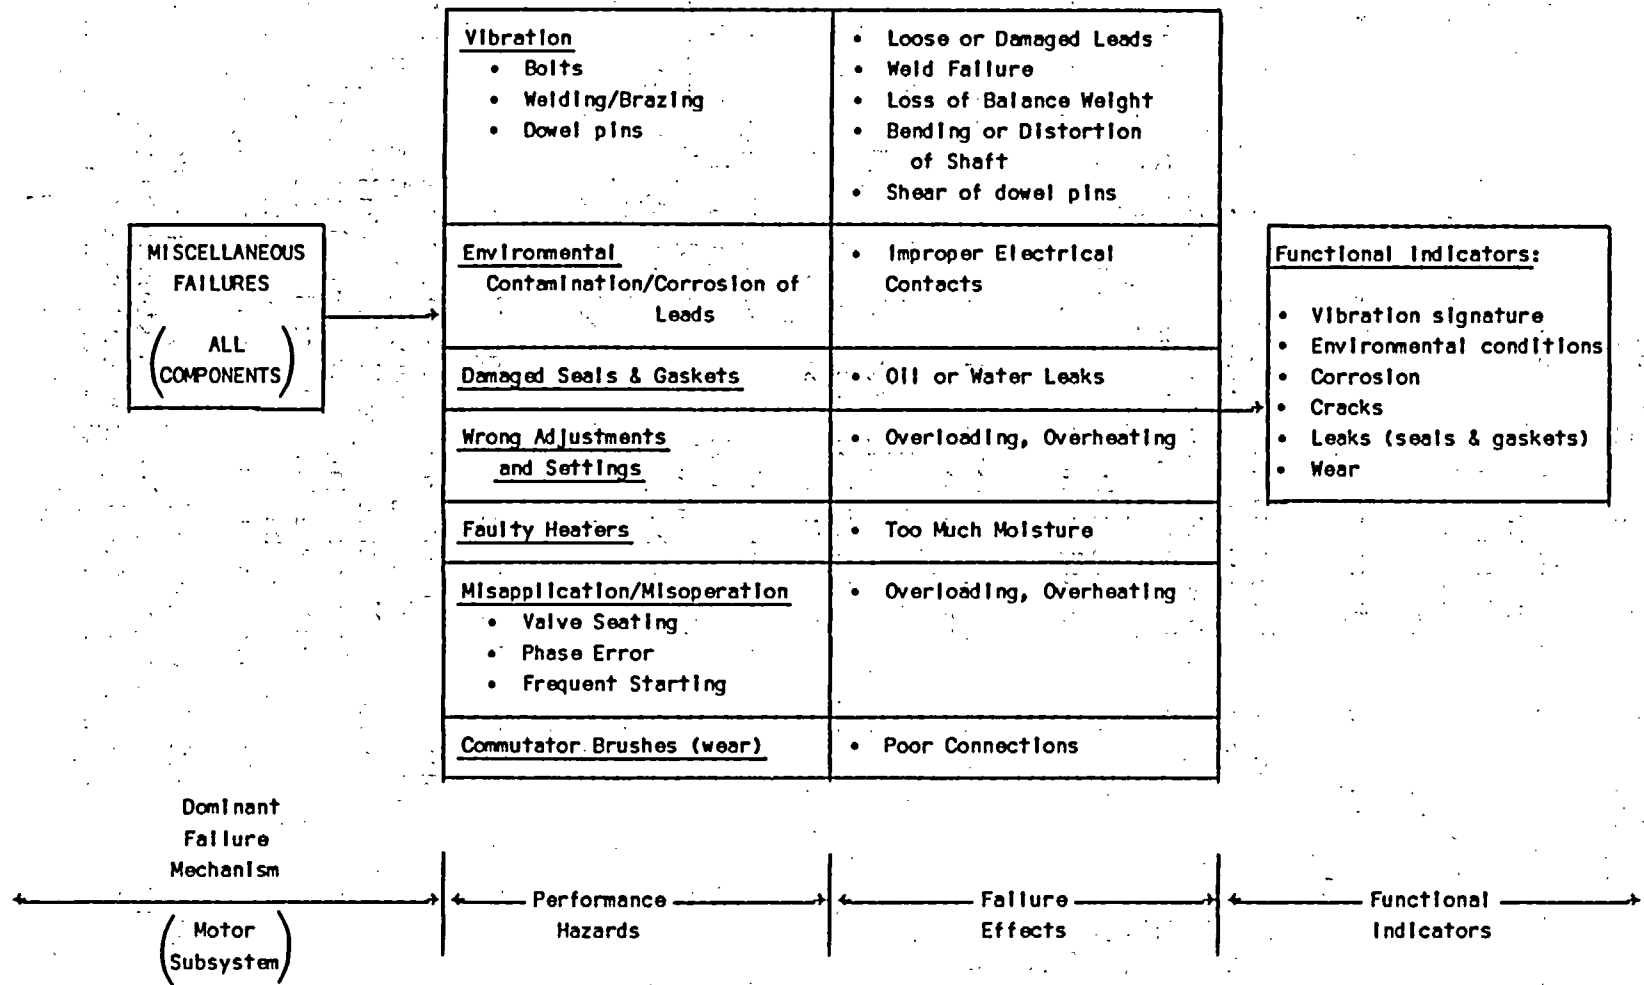 MISCELLANEOUS
FAILURES
(ALL
COMPONENTS)
Vibration
• Bolts
• Welding/Brazing
• Dowel pins
• Loose or Damaged Leads
• Weld Failure
• Loss of Balance Weight
• Bending or Distortion
of Shaft
• Shear of dowel pins
Environmental
Contamination/Corrosion of
Leads
• Improper Electrical
Contacts
Damaged Seals & Gaskets
• Oil or Water Leaks
Wrong Adjustments
and Settings
• Overloading, Overheating
Faulty Heaters
• Too Much Moisture
Misapplication/Misoperation
• Valve Seating
• Phase Error
• Frequent Starting
• Overloading, Overheating
Commutator Brushes (wear)
• Poor Connections
Functional Indicators:
• Vibration signature
• Environmental conditions
• Corrosion
• Cracks
• Leaks (seals & gaskets)
• Wear
Dominant
Failure
Mechanism
(Motor
Subsystem)
Performance
Hazards
Failure
Effects
Functional
Indicators